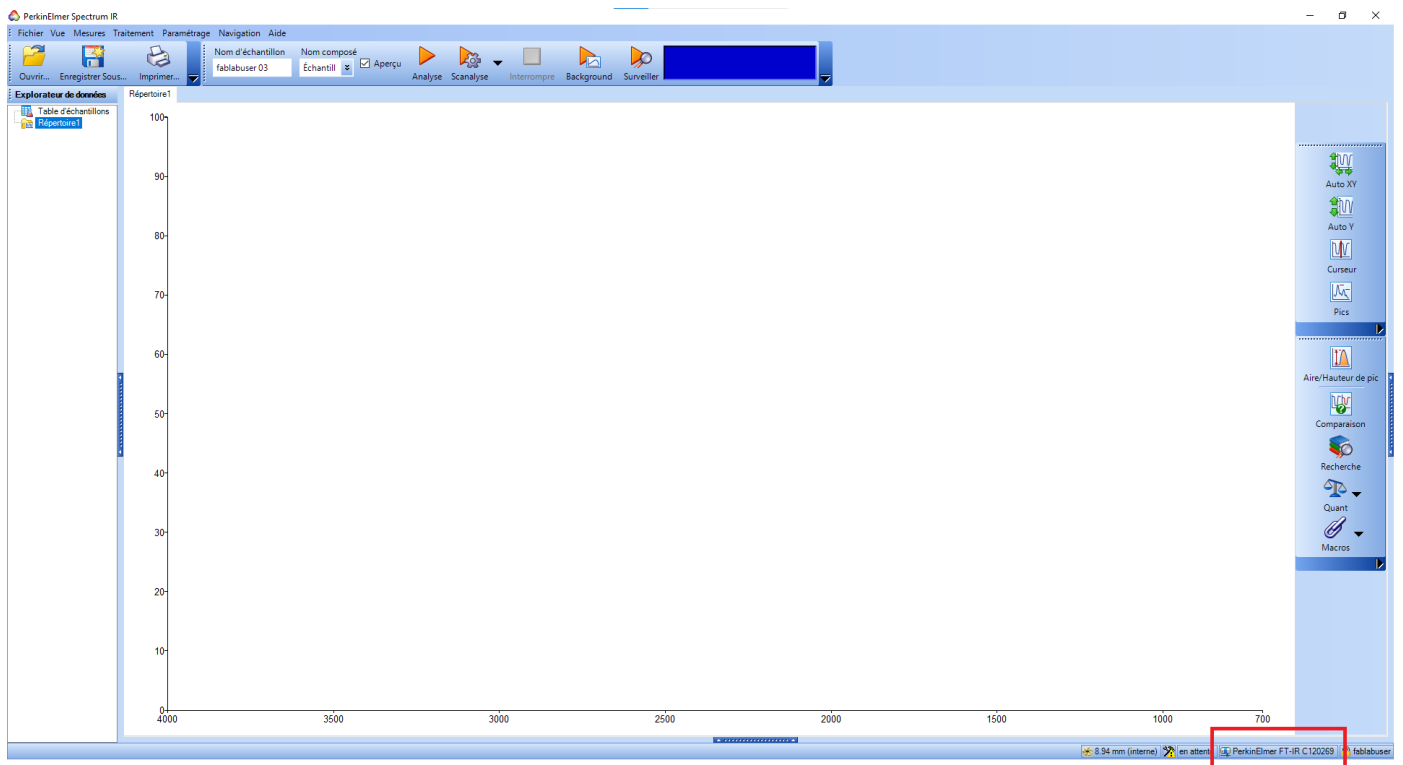 PerkinElmer Spectrum IR
Fichier Vue Mesures Traitement Paramétrage Navigation Aide
Ouvrir... Enregistrer Sous... Imprimer...
Nom d'échantillon Nom composé
fablabuser 03 Échantill Aperçu
Analyse Scanalyse Interrompre Background Surveiller
Explorateur de données
Table d'échantillons
Répertoire1
Répertoire1
100
90
80
70
60
50
40
30
20
10
0
4000 3500 3000 2500 2000 1500 1000 700
Auto XY
Auto Y
Curseur
Pics
Aire/Hauteur de pic
Comparaison
Recherche
Quant
Macros
8.94 mm (interne) en attente PerkinElmer FT-IR C120269 fablabuser